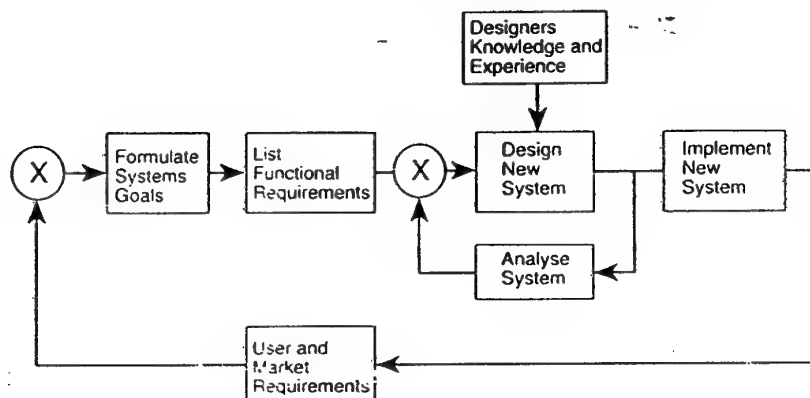 Designers
Knowledge and
Experience
X
Formulate
Systems
Goals
List
Functional
Requirements
X
Design
New
System
Implement
New
System
Analyse
System
User and
Market
Requirements